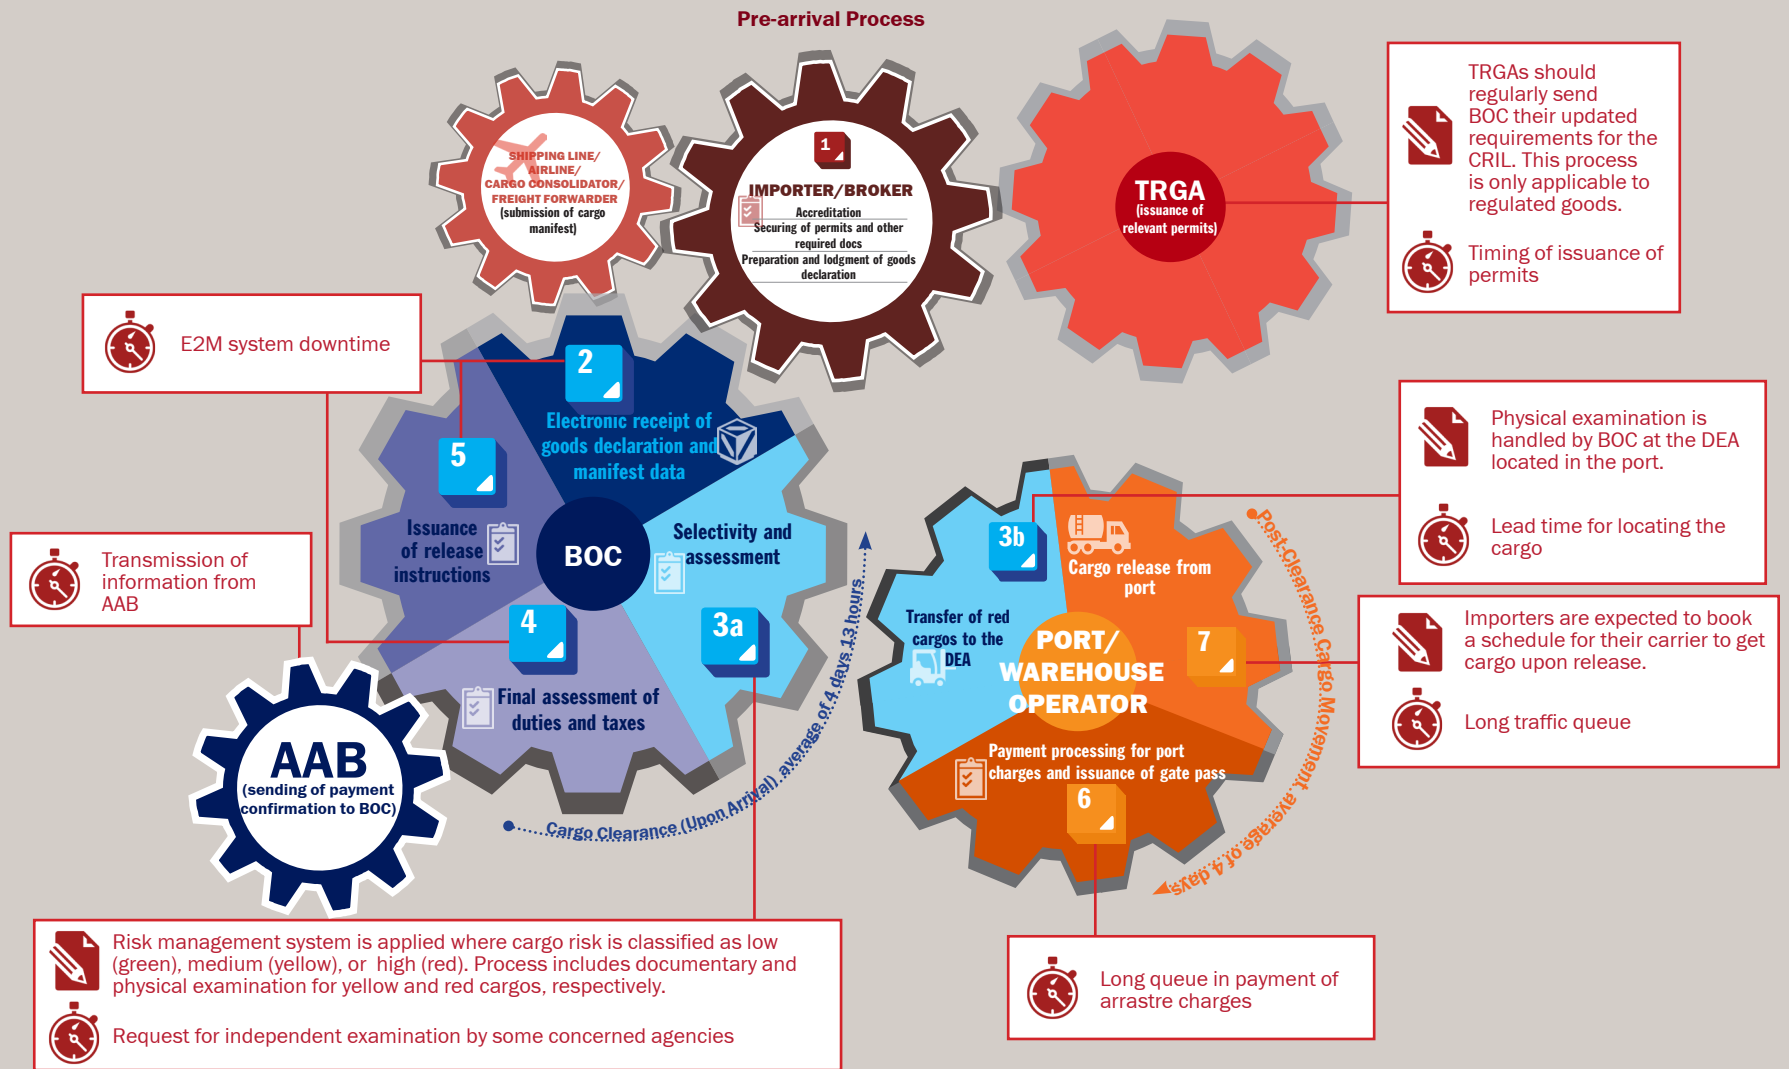 Pre-arrival Process
SHIPPING LINE/
AIRLINE/
CARGO CONSOLIDATOR/
FREIGHT FORWARDER
(submission of cargo
manifest)
1
IMPORTER/BROKER
Accreditation
Securing of permits and other
required docs
Preparation and lodgment of goods
declaration
TRGA
(issuance of
relevant permits)
TRGAs should
regularly send
BOC their updated
requirements for the
CRIL. This process
is only applicable to
regulated goods.
Timing of issuance of
permits
E2M system downtime
2
Electronic receipt of
goods declaration and
manifest data
5
Issuance
of release
instructions
BOC
Selectivity and
assessment
3a
4
Final assessment of
duties and taxes
Transmission of
information from
AAB
AAB
(sending of payment
confirmation to BOC)
Cargo Clearance (Upon Arrival), average of 4 days 13 hours
3b
Transfer of red
cargos to the
DEA
Cargo release from
port
PORT/
WAREHOUSE
OPERATOR
7
Payment processing for port
charges and issuance of gate pass
6
Post-Clearance Cargo Movement, average of 4 days
Physical examination is
handled by BOC at the DEA
located in the port.
Lead time for locating the
cargo
Importers are expected to book
a schedule for their carrier to get
cargo upon release.
Long traffic queue
Risk management system is applied where cargo risk is classified as low
(green), medium (yellow), or high (red). Process includes documentary and
physical examination for yellow and red cargos, respectively.
Request for independent examination by some concerned agencies
Long queue in payment of
arrastre charges